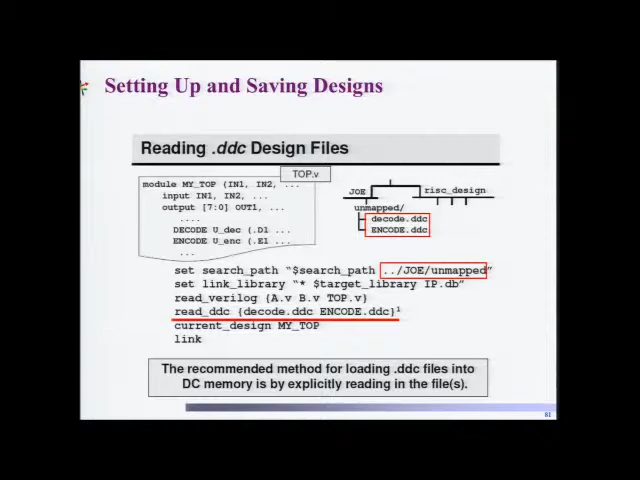 Setting Up and Saving Designs
Reading .ddc Design Files
TOP.v
module MY_TOP (IN1, IN2, ...
input IN1, IN2, ...
output [7:0] OUT1, ...
....
DECODE U_dec (.D1 ...
ENCODE U_enc (.E1 ...
...
JOE
risc_design
unmapped/
decode.ddc
ENCODE.ddc
set search_path "$search_path ../JOE/unmapped"
set link_library "* $target_library IP.db"
read_verilog {A.v B.v TOP.v}
read_ddc {decode.ddc ENCODE.ddc}¹
current_design MY_TOP
link
The recommended method for loading .ddc files into
DC memory is by explicitly reading in the file(s).
81